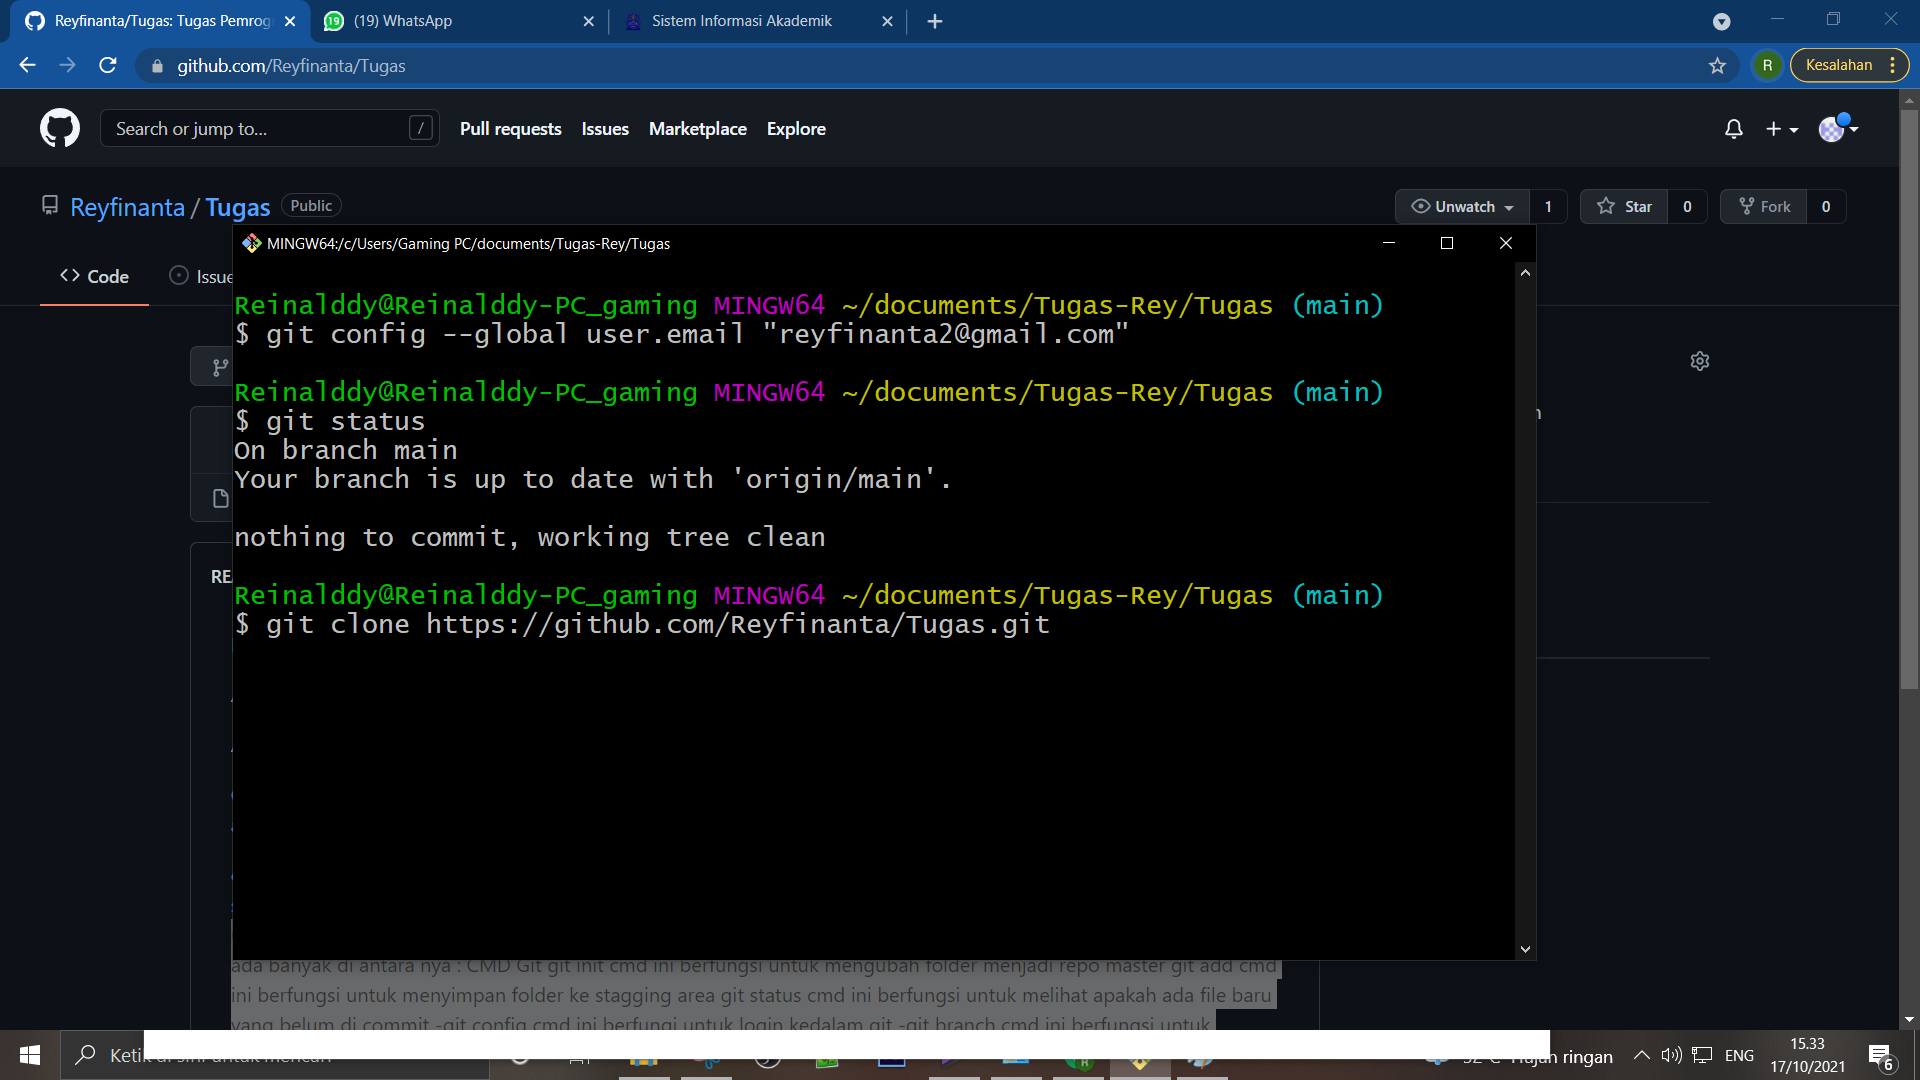 Reyfinanta/Tugas: Tugas Pemrog
(19) WhatsApp
Sistem Informasi Akademik
github.com/Reyfinanta/Tugas
R
Kesalahan
Search or jump to...
/
Pull requests
Issues
Marketplace
Explore
Reyfinanta / Tugas
Public
Unwatch
1
Star
0
Fork
0
Code
Issue
MINGW64:/c/Users/Gaming PC/documents/Tugas-Rey/Tugas
Reinalddy@Reinalddy-PC_gaming MINGW64 ~/documents/Tugas-Rey/Tugas (main)
$ git config --global user.email "reyfinanta2@gmail.com"
Reinalddy@Reinalddy-PC_gaming MINGW64 ~/documents/Tugas-Rey/Tugas (main)
$ git status
On branch main
Your branch is up to date with 'origin/main'.
nothing to commit, working tree clean
Reinalddy@Reinalddy-PC_gaming MINGW64 ~/documents/Tugas-Rey/Tugas (main)
$ git clone https://github.com/Reyfinanta/Tugas.git
RE
ada banyak di antara nya : CMD Git git init cmd ini berfungsi untuk mengubah folder menjadi repo master git add cmd
ini berfungsi untuk menyimpan folder ke stagging area git status cmd ini berfungsi untuk melihat apakah ada file baru
yang belum di commit -git config cmd ini berfungi untuk login kedalam git -git branch cmd ini berfungsi untuk
Ketik di sini untuk mencari
Hujan ringan
ENG
15.33
17/10/2021
6